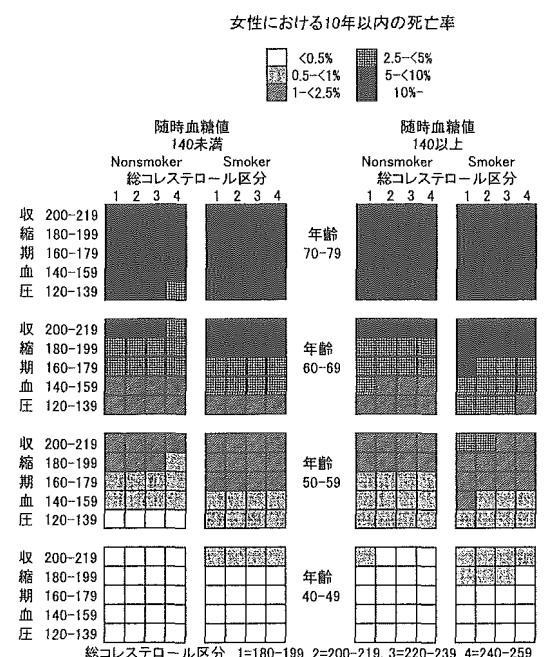 女性における10年以内の死亡率
<0.5% 2.5-<5%
0.5-<1% 5-<10%
1-<2.5% 10%-
随時血糖値 随時血糖値
140未満 140以上
Nonsmoker Smoker Nonsmoker Smoker
総コレステロール区分 総コレステロール区分
1 2 3 4 1 2 3 4 1 2 3 4 1 2 3 4
収 200-219
縮 180-199 年齢
期 160-179 70-79
血 140-159
圧 120-139
収 200-219
縮 180-199 年齢
期 160-179 60-69
血 140-159
圧 120-139
収 200-219
縮 180-199 年齢
期 160-179 50-59
血 140-159
圧 120-139
収 200-219
縮 180-199 年齢
期 160-179 40-49
血 140-159
圧 120-139
総コレステロール区分 1=180-199, 2=200-219, 3=220-239, 4=240-259